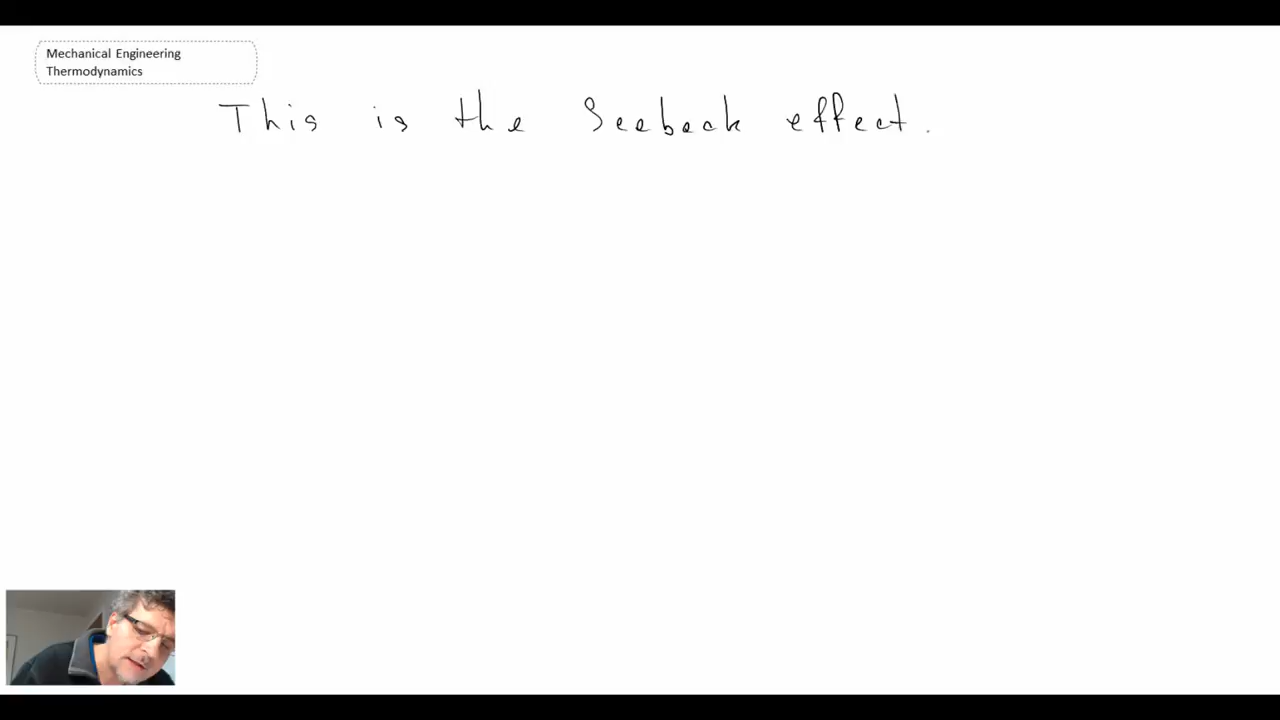 Mechanical Engineering
Thermodynamics
This is the Seebeck effect.